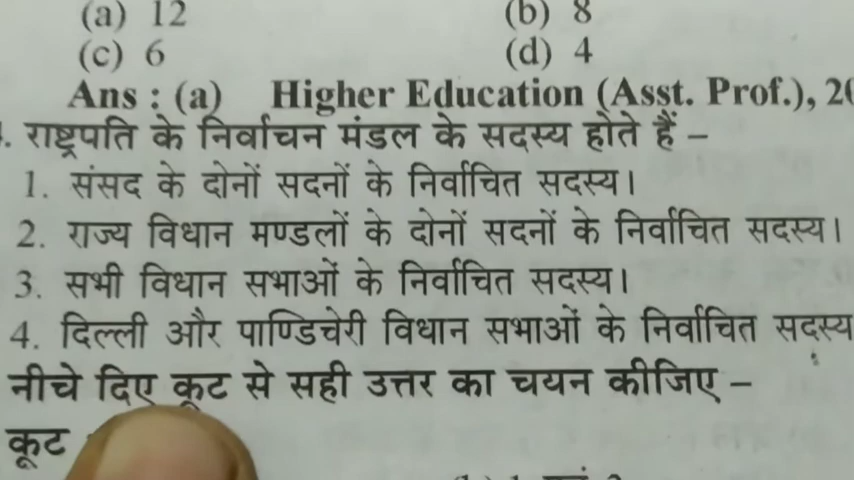 (a) 12 (b) 8
(c) 6 (d) 4
Ans : (a) Higher Education (Asst. Prof.),
राष्ट्रपति के निर्वाचन मंडल के सदस्य होते हैं –
1. संसद के दोनों सदनों के निर्वाचित सदस्य।
2. राज्य विधान मण्डलों के दोनों सदनों के निर्वाचित सदस्य।
3. सभी विधान सभाओं के निर्वाचित सदस्य।
4. दिल्ली और पाण्डिचेरी विधान सभाओं के निर्वाचित सदस्य
नीचे दिए कूट से सही उत्तर का चयन कीजिए –
कूट